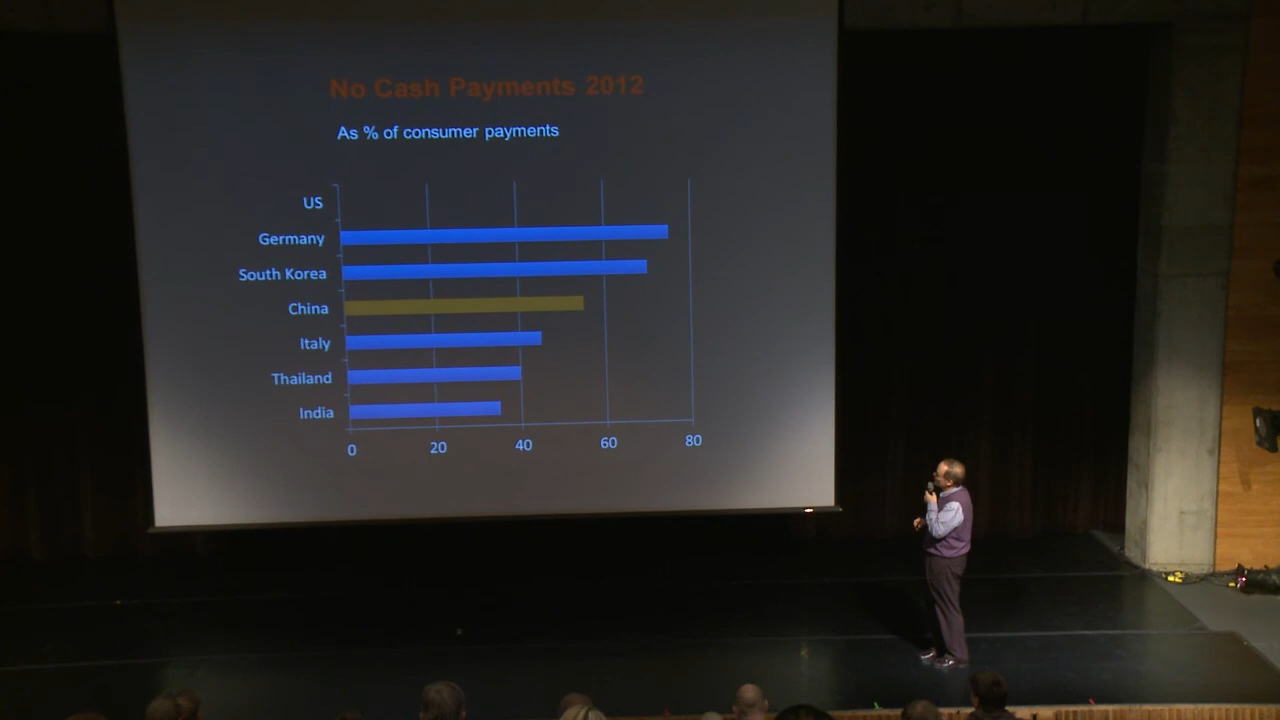 No Cash Payments 2012
As % of consumer payments
US
Germany
South Korea
China
Italy
Thailand
India
0 20 40 60 80